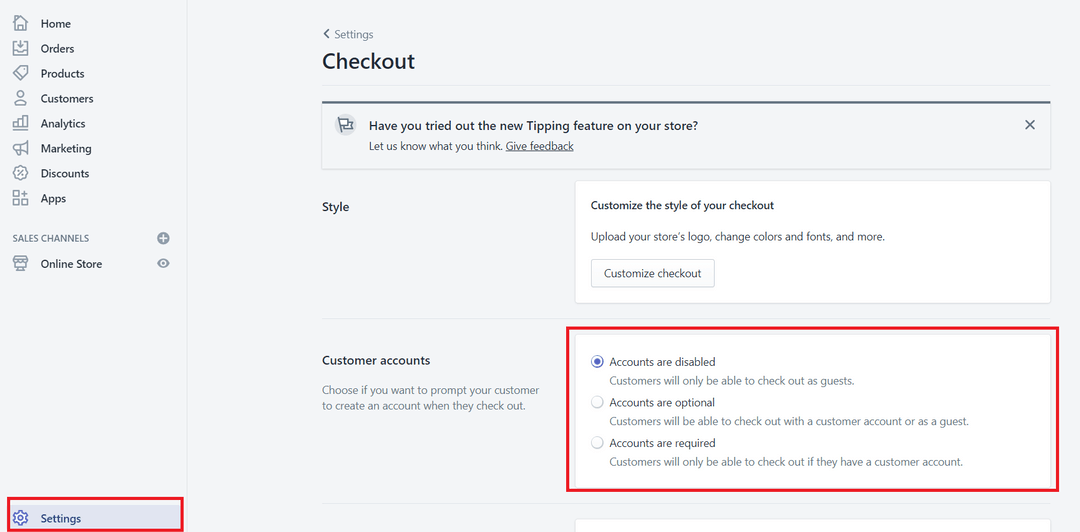 Home
Orders
Products
Customers
Analytics
Marketing
Discounts
Apps
SALES CHANNELS
Online Store
Settings
Settings
Checkout
Have you tried out the new Tipping feature on your store?
Let us know what you think. Give feedback
Style
Customize the style of your checkout
Upload your store's logo, change colors and fonts, and more.
Customize checkout
Customer accounts
Choose if you want to prompt your customer
to create an account when they check out.
Accounts are disabled
Customers will only be able to check out as guests.
Accounts are optional
Customers will be able to check out with a customer account or as a guest.
Accounts are required
Customers will only be able to check out if they have a customer account.